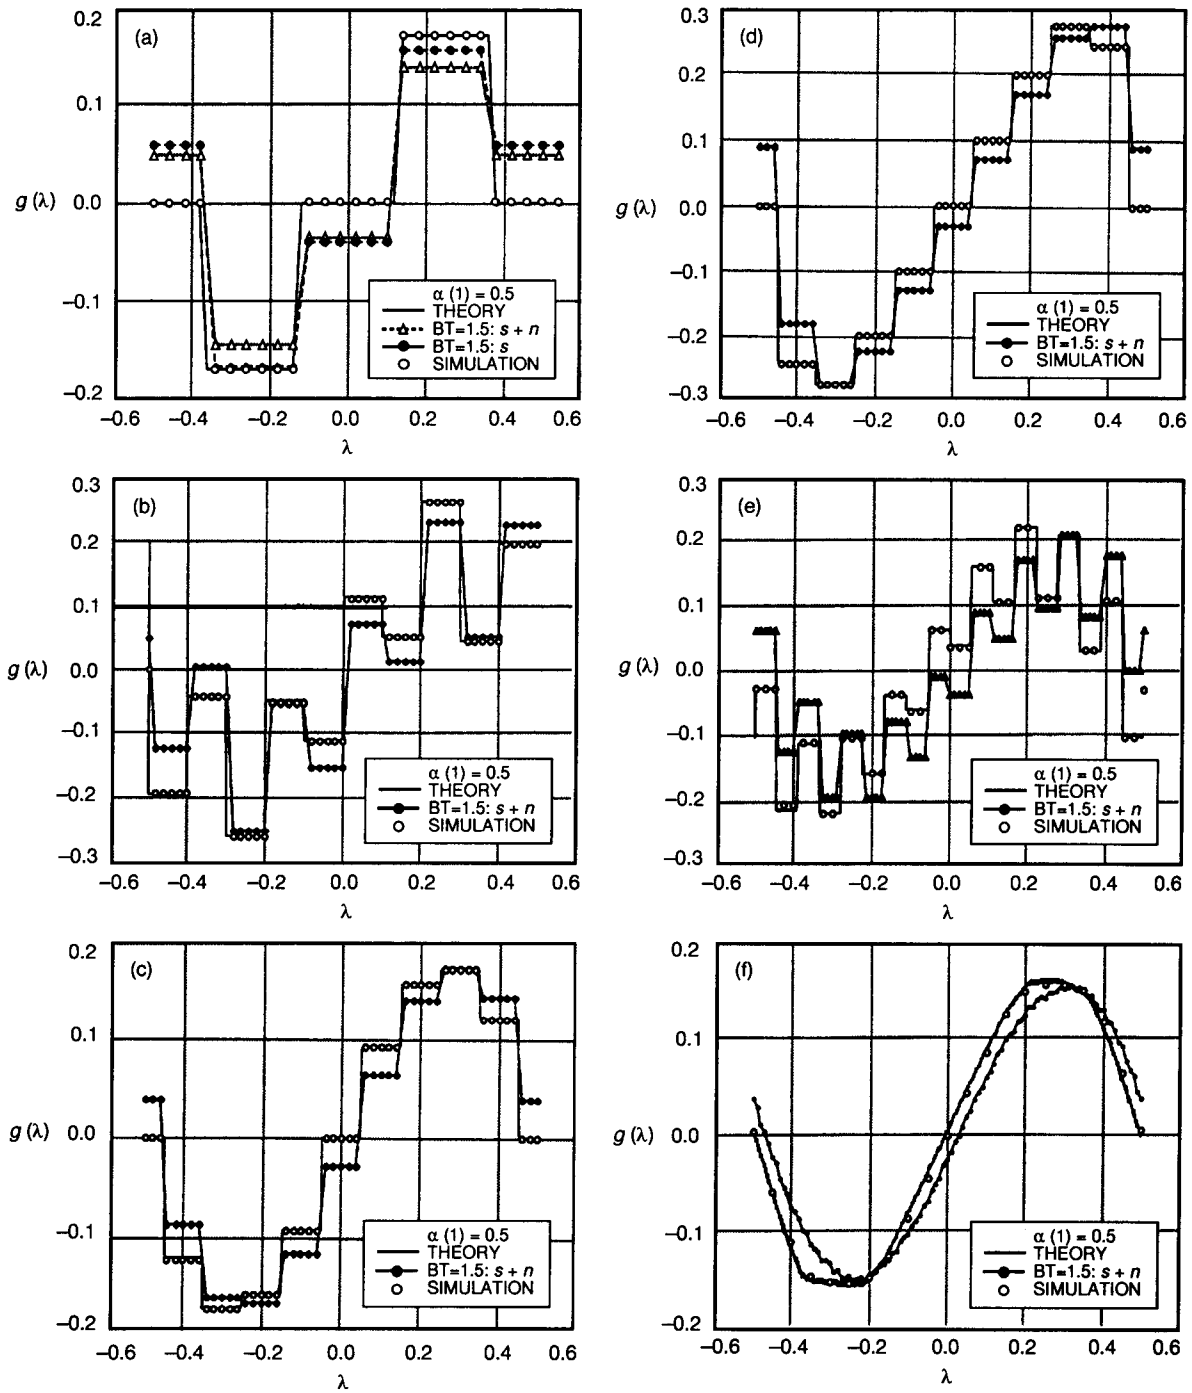 (a)
0.2
0.1
0.0
−0.1
−0.2
g (λ)
α (1) = 0.5
THEORY
BT=1.5: s + n
BT=1.5: s
SIMULATION
−0.6 −0.4 −0.2 0.0 0.2 0.4 0.6
λ
(d)
0.3
0.2
0.1
0.0
−0.1
−0.2
−0.3
g (λ)
α (1) = 0.5
THEORY
BT=1.5: s + n
SIMULATION
−0.6 −0.4 −0.2 0.0 0.2 0.4 0.6
λ
(b)
0.3
0.2
0.1
0.0
−0.1
−0.2
−0.3
g (λ)
α (1) = 0.5
THEORY
BT=1.5: s + n
SIMULATION
−0.6 −0.4 −0.2 0.0 0.2 0.4 0.6
λ
(e)
0.3
0.2
0.1
0.0
−0.1
−0.2
−0.3
g (λ)
α (1) = 0.5
THEORY
BT=1.5: s + n
SIMULATION
−0.6 −0.4 −0.2 0.0 0.2 0.4 0.6
λ
(c)
0.2
0.1
0.0
−0.1
−0.2
g (λ)
α (1) = 0.5
THEORY
BT=1.5: s + n
SIMULATION
−0.6 −0.4 −0.2 0.0 0.2 0.4 0.6
λ
(f)
0.2
0.1
0.0
−0.1
−0.2
g (λ)
α (1) = 0.5
THEORY
BT=1.5: s + n
SIMULATION
−0.6 −0.4 −0.2 0.0 0.2 0.4 0.6
λ